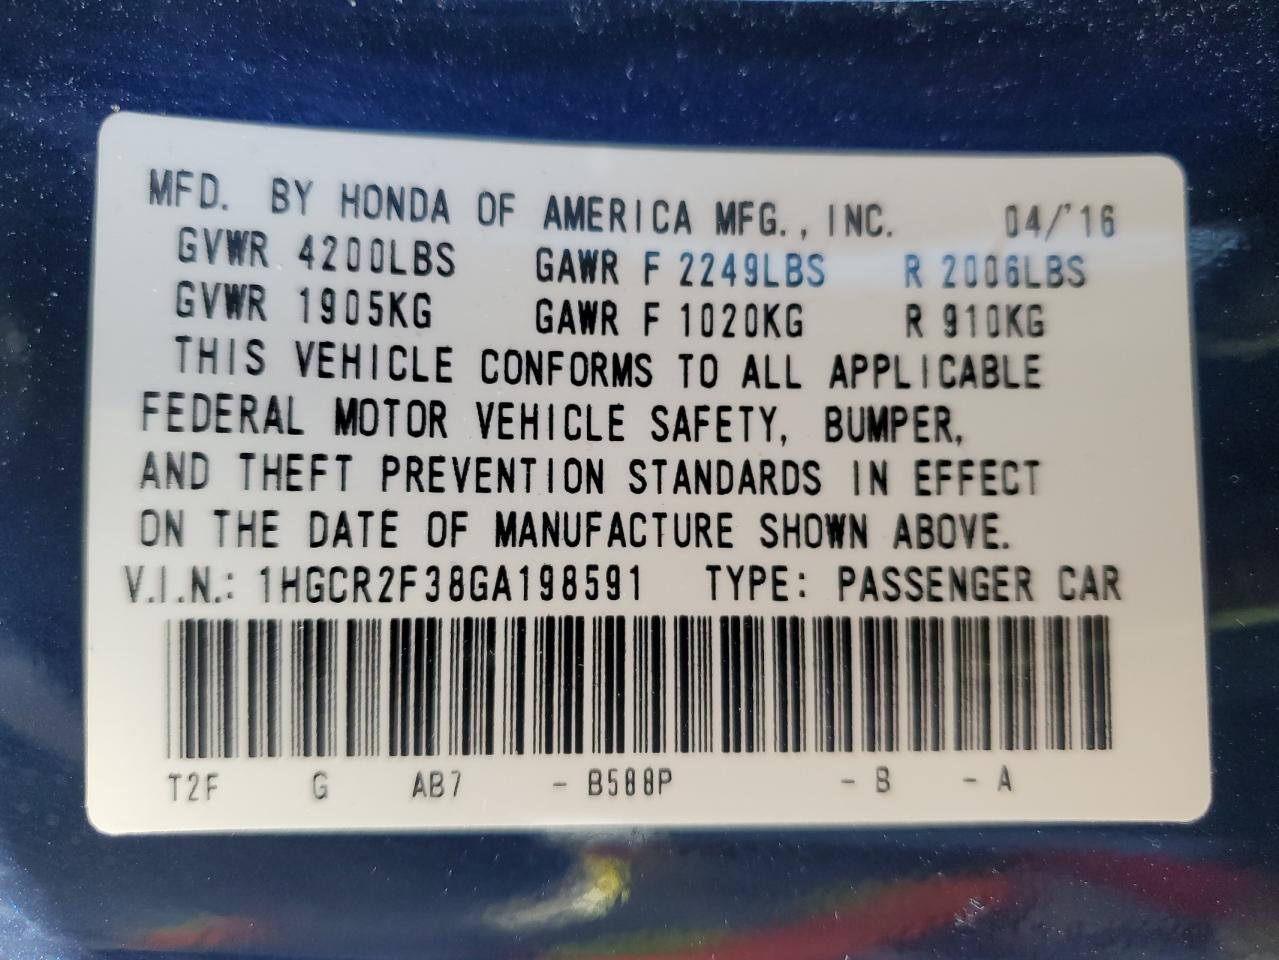 MFD. BY HONDA OF AMERICA MFG., INC. 04/'16
GVWR 4200LBS GAWR F 2249LBS R 2006LBS
GVWR 1905KG GAWR F 1020KG R 910KG
THIS VEHICLE CONFORMS TO ALL APPLICABLE
FEDERAL MOTOR VEHICLE SAFETY, BUMPER,
AND THEFT PREVENTION STANDARDS IN EFFECT
ON THE DATE OF MANUFACTURE SHOWN ABOVE.
V.I.N.: 1HGCR2F38GA198591 TYPE: PASSENGER CAR
T2F G AB7 - B588P - B - A